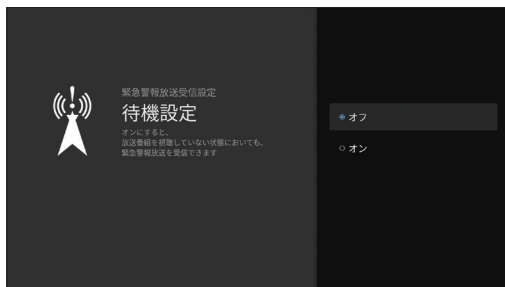 緊急警報放送受信設定
待機設定
オンにすると、
放送番組を視聴していない状態においても、
緊急警報放送を受信できます
オフ
オン